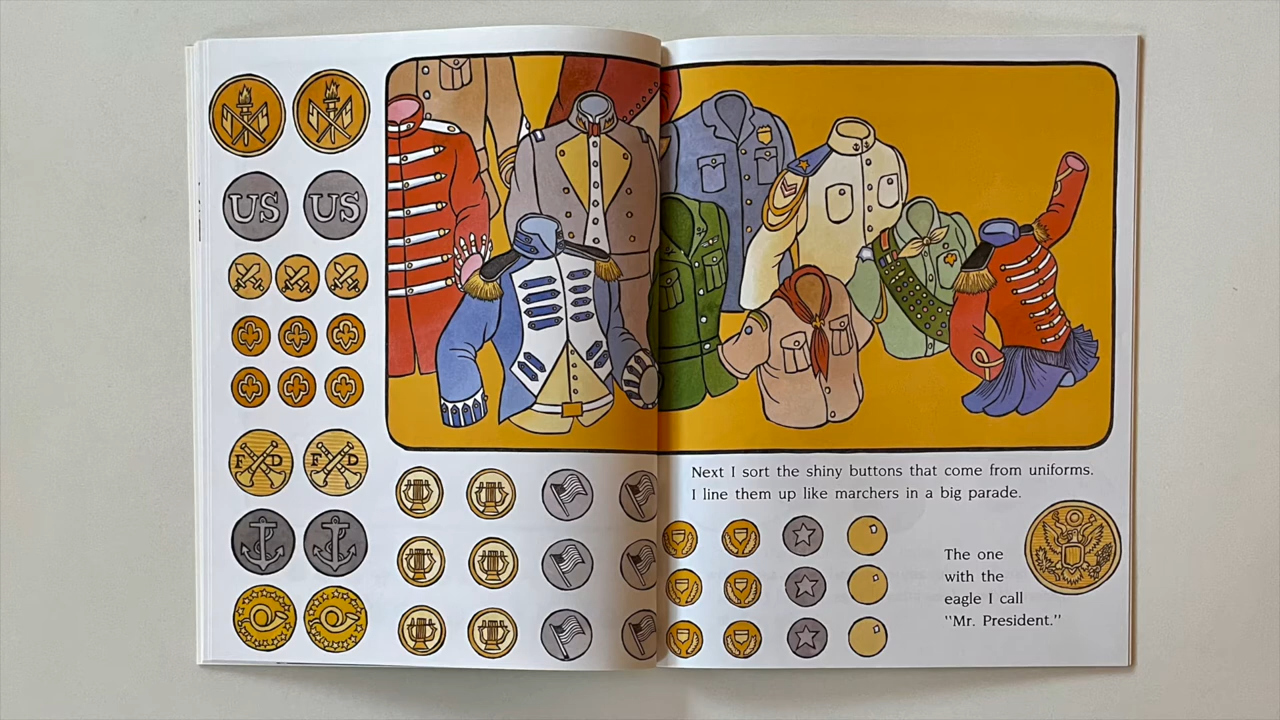 US US
F D F D
Next I sort the shiny buttons that come from uniforms.
I line them up like marchers in a big parade.
The one
with the
eagle I call
"Mr. President."